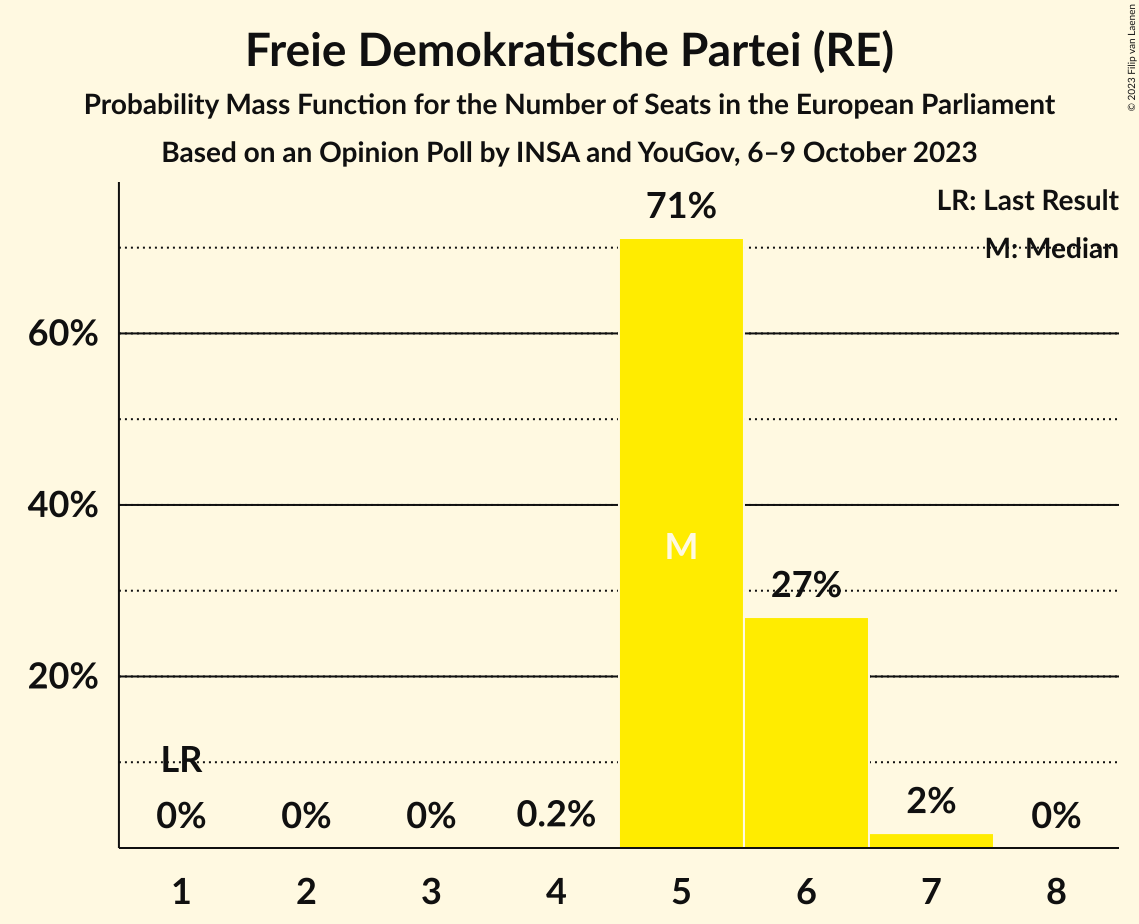 Freie Demokratische Partei (RE)
Probability Mass Function for the Number of Seats in the European Parliament
Based on an Opinion Poll by INSA and YouGov, 6–9 October 2023
© 2023 Filip van Laenen
LR: Last Result
M: Median
71%
60%
40%
M
27%
20%
LR
0%
0%
0%
0.2%
2%
0%
1
2
3
4
5
6
7
8